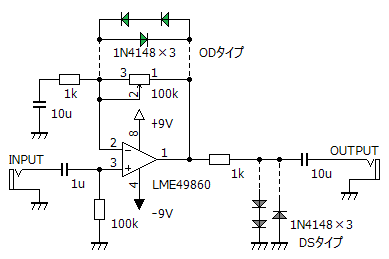 1N4148×3
ODタイプ
3
1
1k
2
100k
10u
8
+9V
INPUT
2
−
1
OUTPUT
1u
3
+
LME49860
1k
10u
4
100k
−9V
1N4148×3
DSタイプ